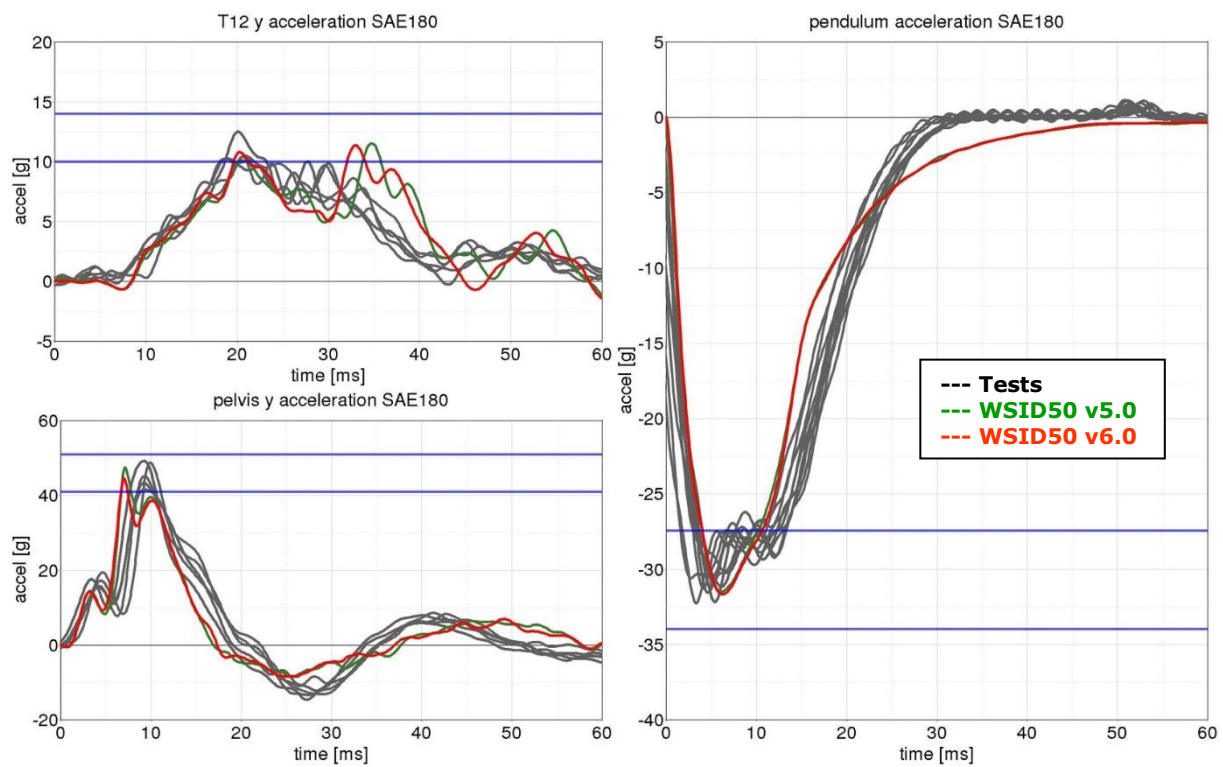 T12 y acceleration SAE180
20
15
10
5
0
-5
accel [g]
0 10 20 30 40 50 60
time [ms]
pelvis y acceleration SAE180
60
40
20
0
-20
accel [g]
0 10 20 30 40 50 60
time [ms]
pendulum acceleration SAE180
5
0
-5
-10
-15
-20
-25
-30
-35
-40
accel [g]
0 10 20 30 40 50 60
time [ms]
--- Tests
--- WSID50 v5.0
--- WSID50 v6.0